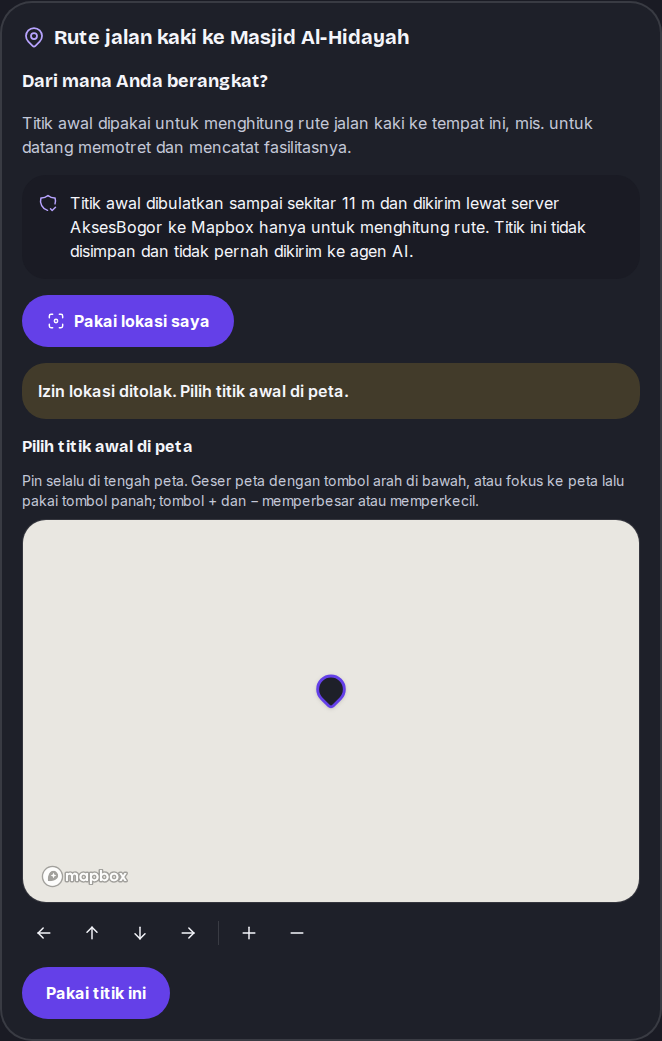 Rute jalan kaki ke Masjid Al-Hidayah
Dari mana Anda berangkat?
Titik awal dipakai untuk menghitung rute jalan kaki ke tempat ini, mis. untuk
datang memotret dan mencatat fasilitasnya.
Titik awal dibulatkan sampai sekitar 11 m dan dikirim lewat server
AksesBogor ke Mapbox hanya untuk menghitung rute. Titik ini tidak
disimpan dan tidak pernah dikirim ke agen AI.
Pakai lokasi saya
Izin lokasi ditolak. Pilih titik awal di peta.
Pilih titik awal di peta
Pin selalu di tengah peta. Geser peta dengan tombol arah di bawah, atau fokus ke peta lalu
pakai tombol panah; tombol + dan − memperbesar atau memperkecil.
mapbox
Pakai titik ini